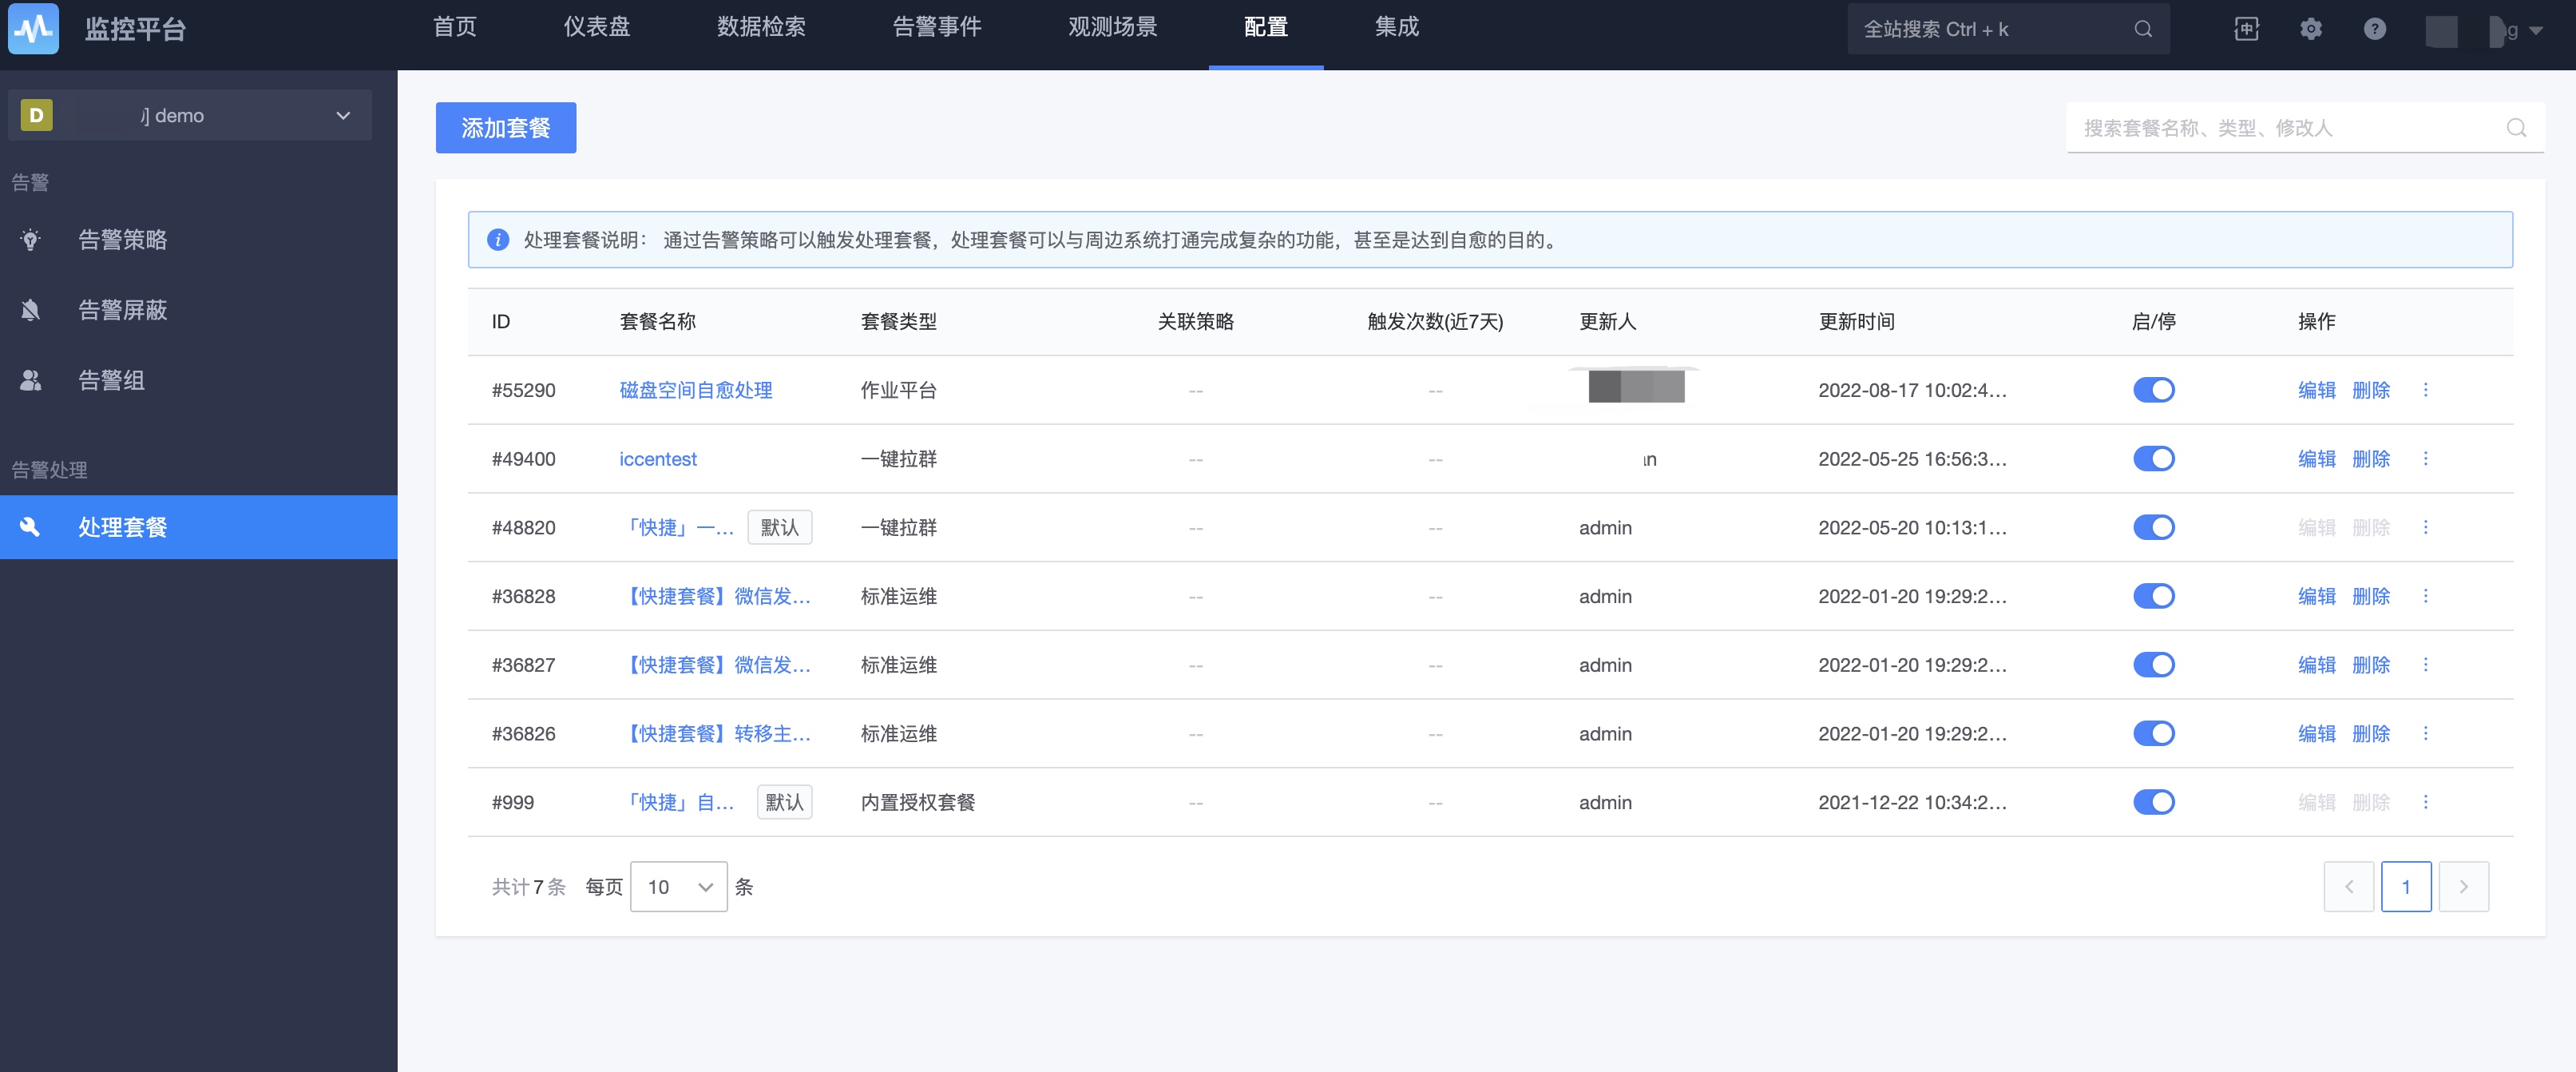 监控平台
首页 仪表盘 数据检索 告警事件 观测场景 配置 集成
全站搜索 Ctrl + k
中 ? g
D demo
告警
告警策略
告警屏蔽
告警组
告警处理
处理套餐
添加套餐
搜索套餐名称、类型、修改人
处理套餐说明： 通过告警策略可以触发处理套餐，处理套餐可以与周边系统打通完成复杂的功能，甚至是达到自愈的目的。
ID 套餐名称 套餐类型 关联策略 触发次数(近7天) 更新人 更新时间 启/停 操作
#55290 磁盘空间自愈处理 作业平台 -- -- 2022-08-17 10:02:4... 编辑 删除
#49400 iccentest 一键拉群 -- -- 2022-05-25 16:56:3... 编辑 删除
#48820 「快捷」一... 默认 一键拉群 -- -- admin 2022-05-20 10:13:1... 编辑 删除
#36828 【快捷套餐】微信发... 标准运维 -- -- admin 2022-01-20 19:29:2... 编辑 删除
#36827 【快捷套餐】微信发... 标准运维 -- -- admin 2022-01-20 19:29:2... 编辑 删除
#36826 【快捷套餐】转移主... 标准运维 -- -- admin 2022-01-20 19:29:2... 编辑 删除
#999 「快捷」自... 默认 内置授权套餐 -- -- admin 2021-12-22 10:34:2... 编辑 删除
共计7条 每页 10 条
1